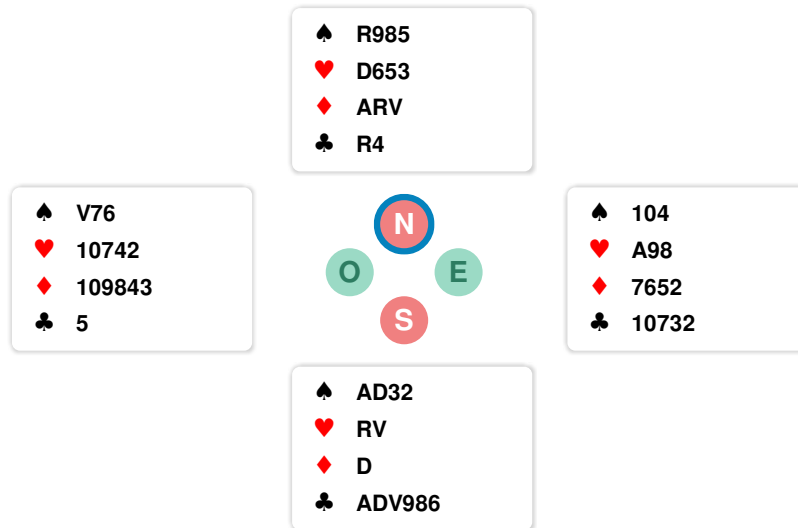 ♠ R985
♥ D653
♦ ARV
♣ R4
♠ V76
♥ 10742
♦ 109843
♣ 5
N
O
E
S
♠ 104
♥ A98
♦ 7652
♣ 10732
♠ AD32
♥ RV
♦ D
♣ ADV986